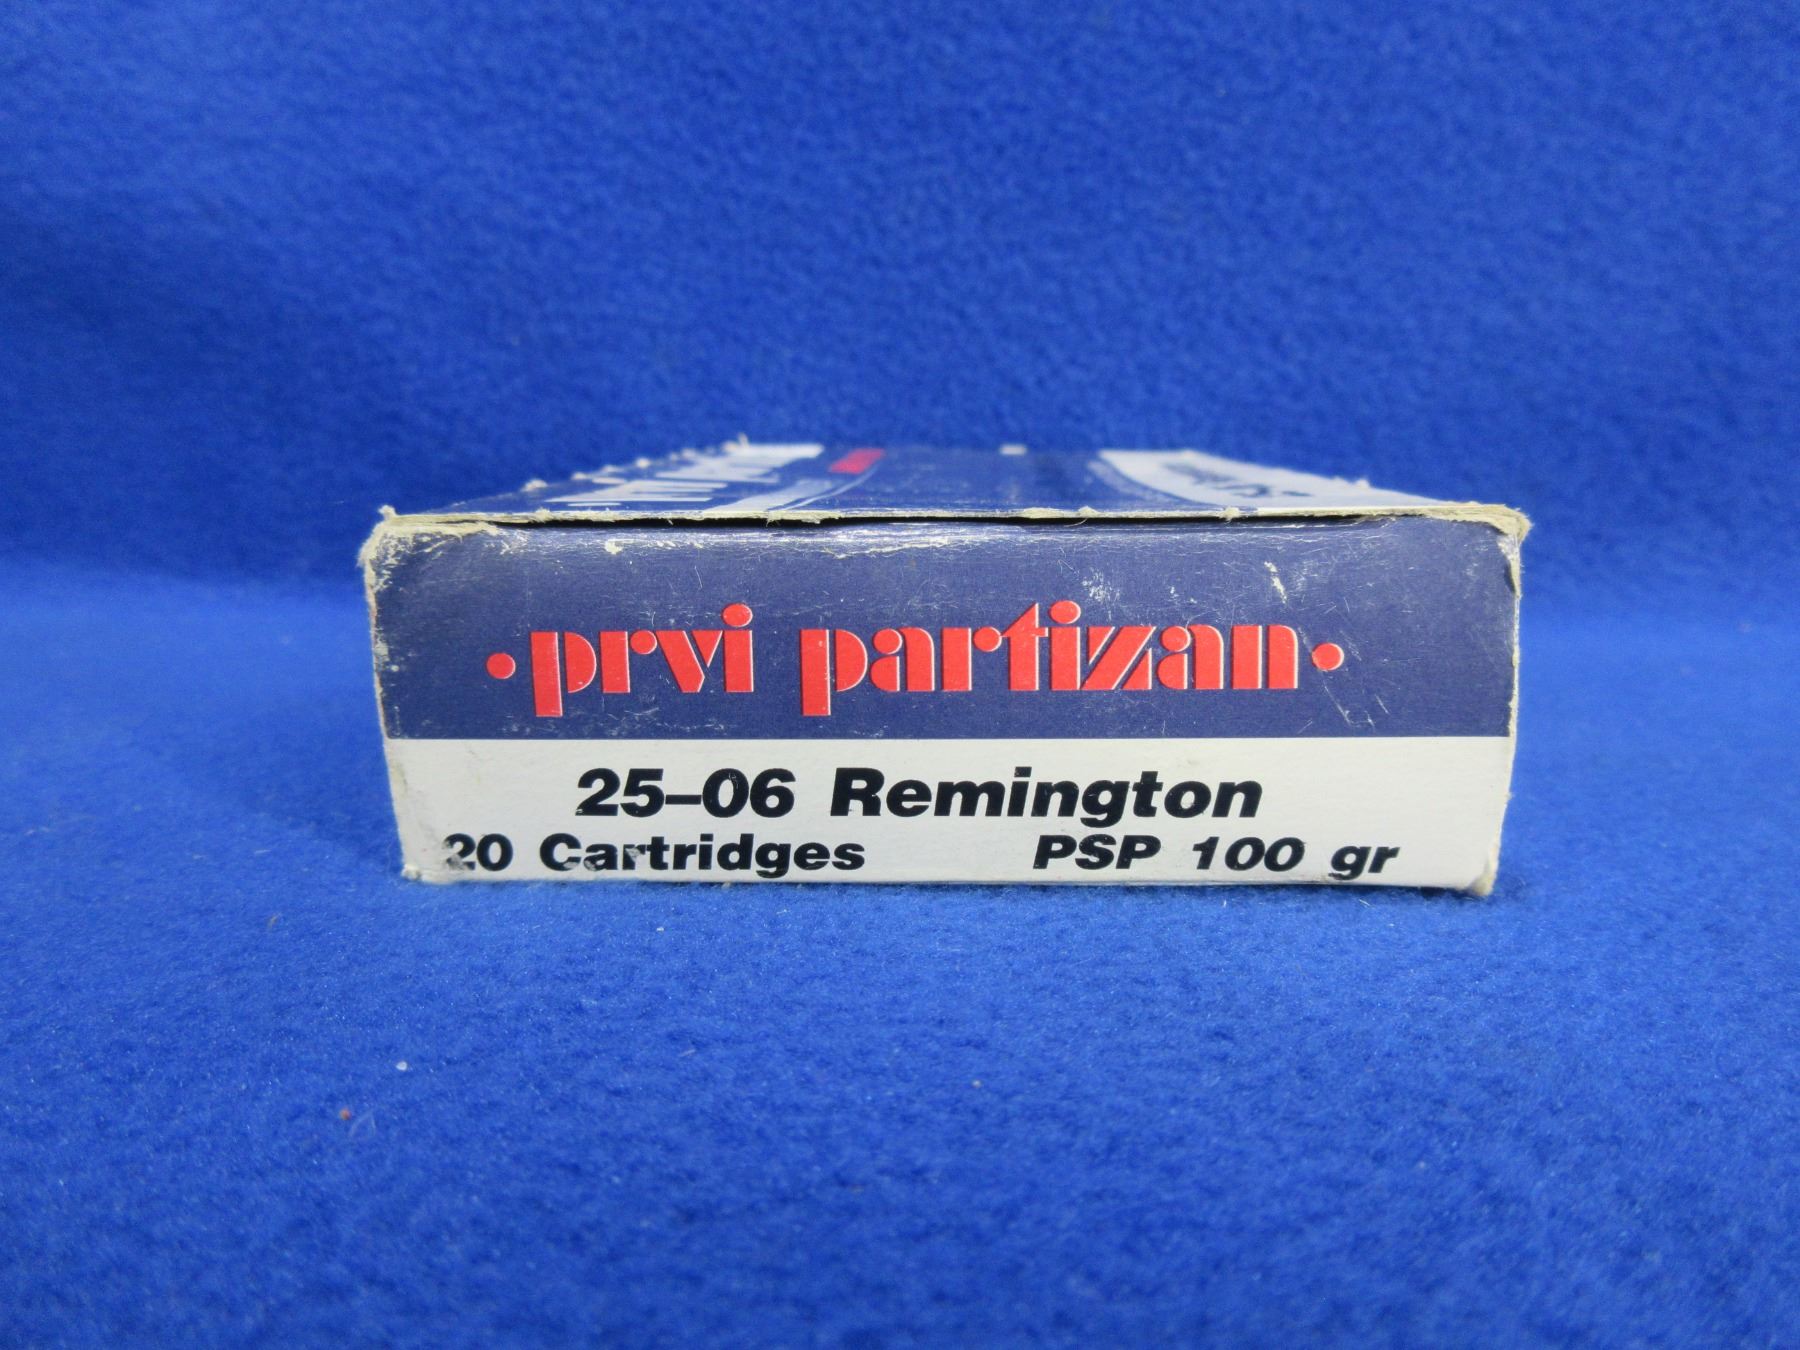 ·prvi partizan·
25–06 Remington
20 Cartridges PSP 100 gr